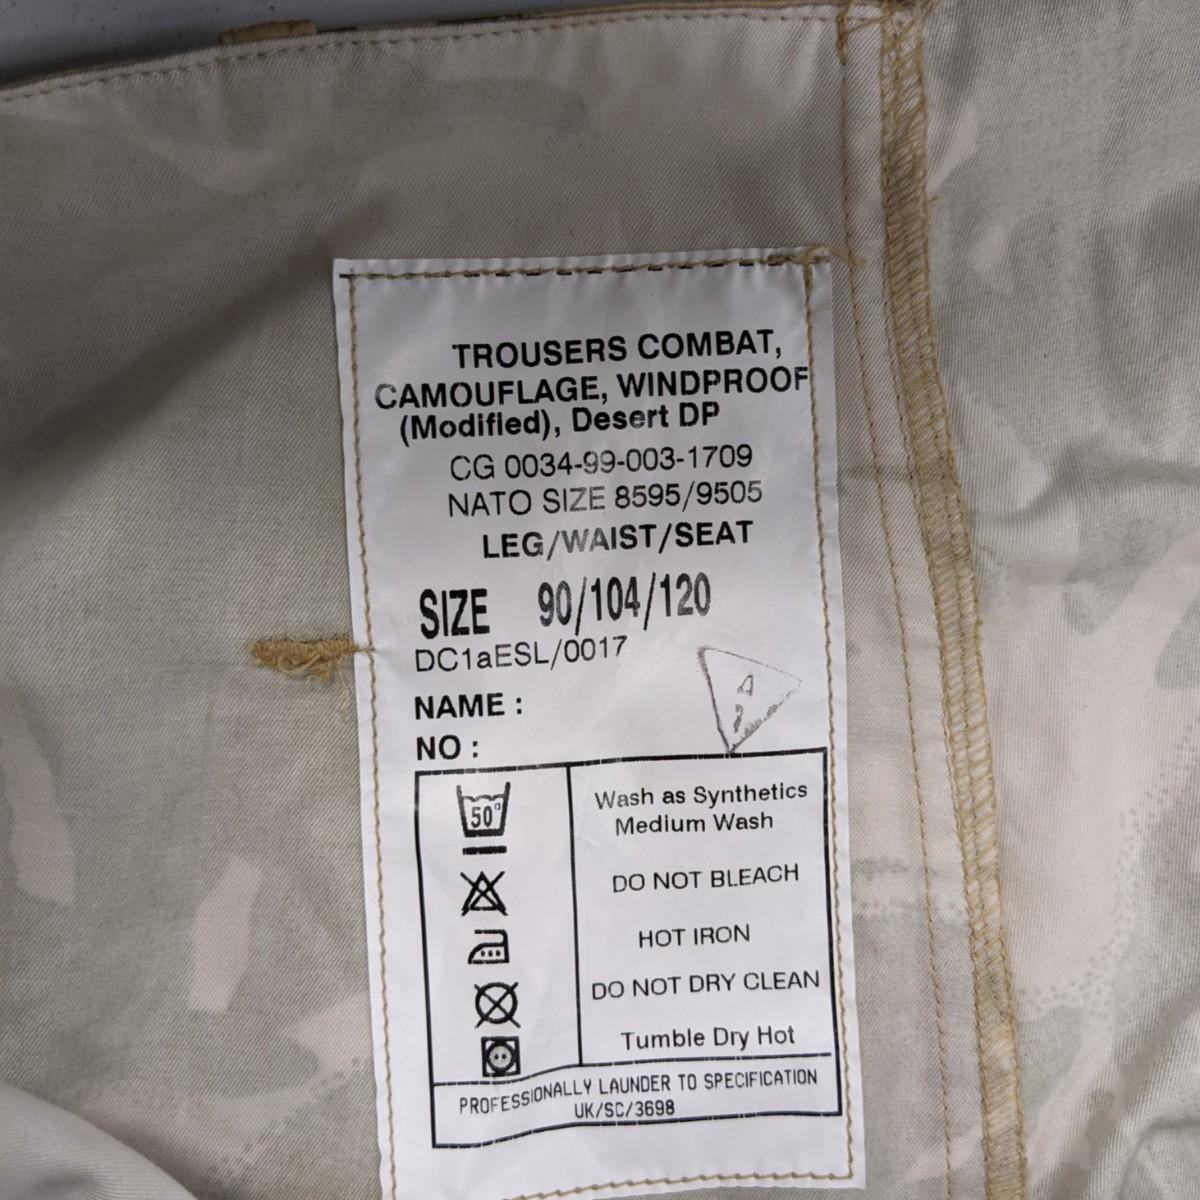 TROUSERS COMBAT,
CAMOUFLAGE, WINDPROOF
(Modified), Desert DP
CG 0034-99-003-1709
NATO SIZE 8595/9505
LEG/WAIST/SEAT
SIZE 90/104/120
DC1aESL/0017
NAME :
NO :
50°
Wash as Synthetics
Medium Wash
DO NOT BLEACH
HOT IRON
DO NOT DRY CLEAN
Tumble Dry Hot
PROFESSIONALLY LAUNDER TO SPECIFICATION
UK/SC/3698